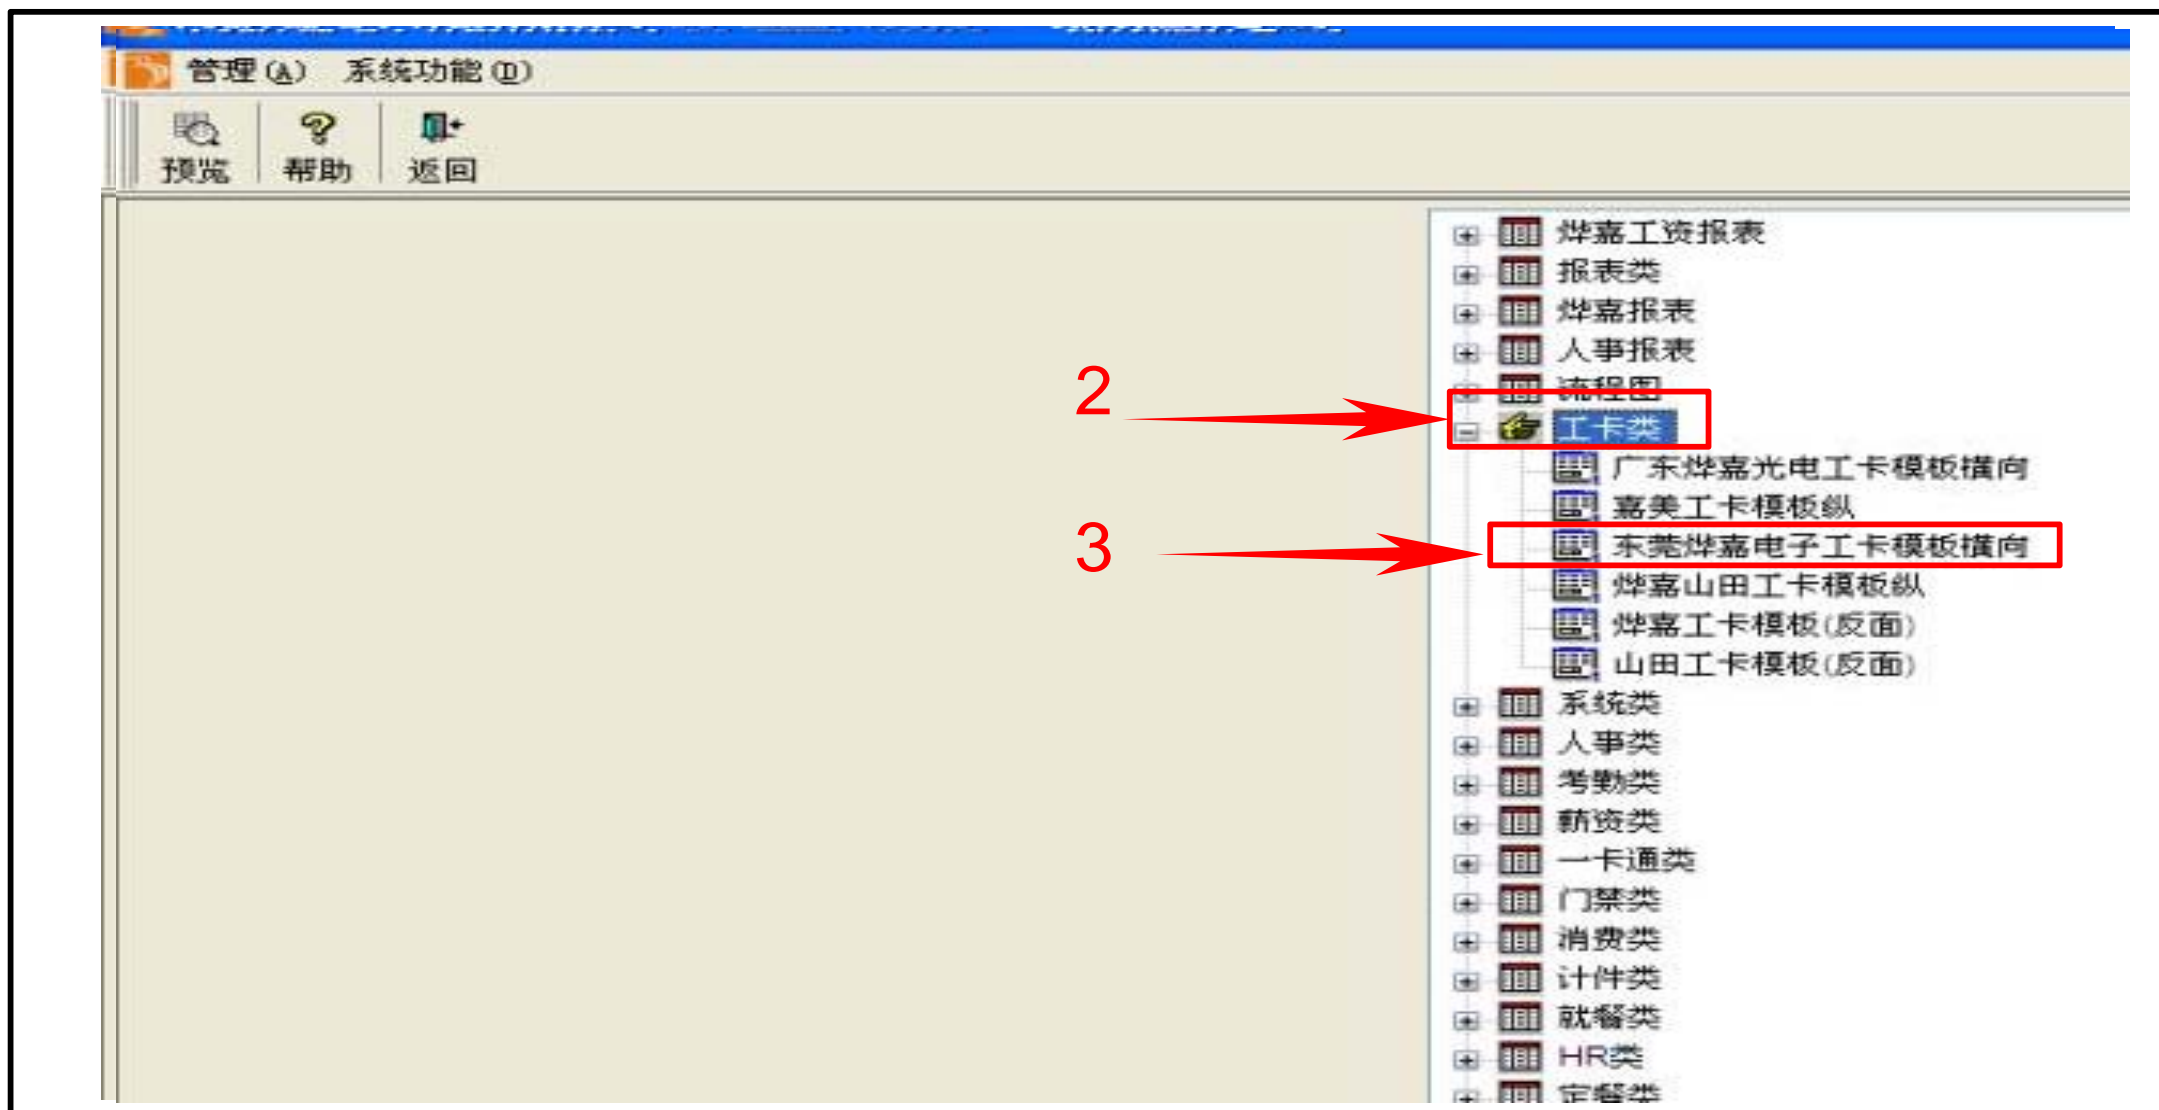 管理(A) 系统功能(D)
预览 帮助 返回
烨嘉工资报表
报表类
烨嘉报表
人事报表
流程图
2
工卡类
广东烨嘉光电工卡模板横向
嘉美工卡模板纵
3
东莞烨嘉电子工卡模板横向
烨嘉山田工卡模板纵
烨嘉工卡模板(反面)
山田工卡模板(反面)
系统类
人事类
考勤类
薪资类
一卡通类
门禁类
消费类
计件类
就餐类
HR类
定餐类